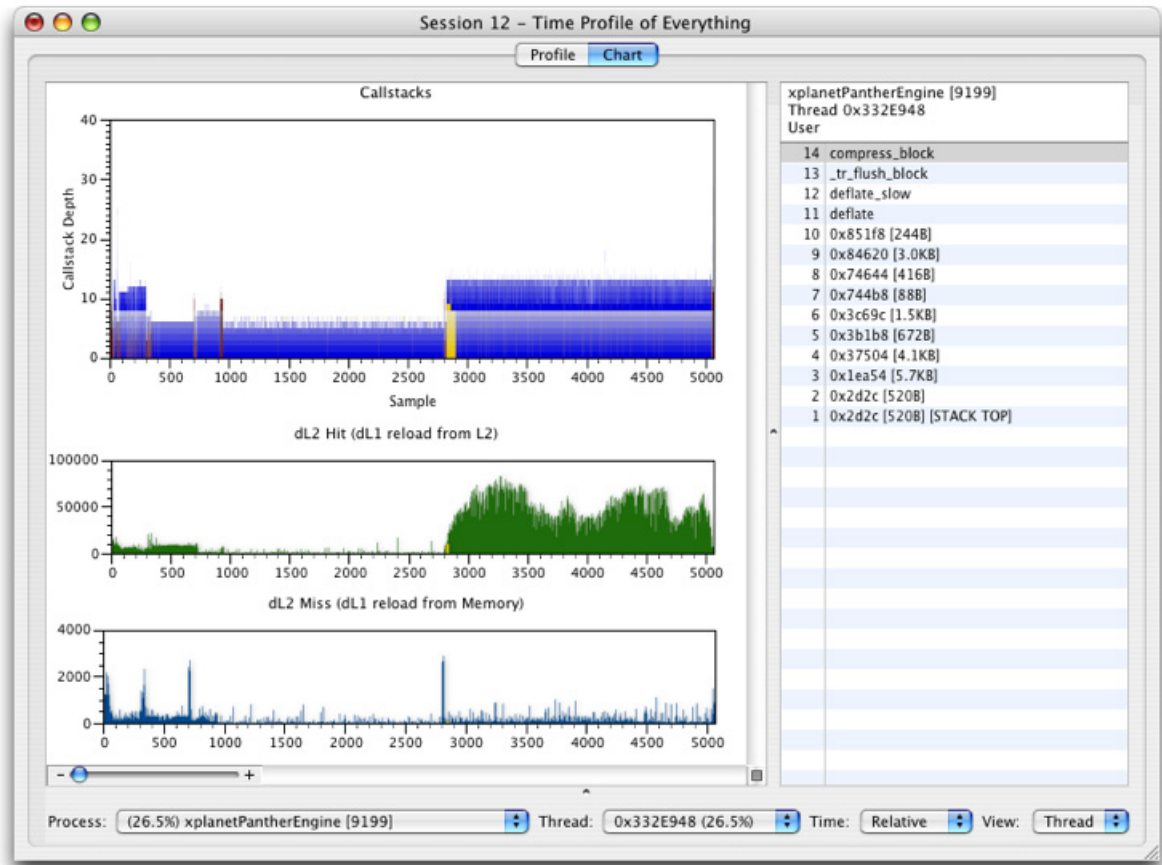 Session 12 – Time Profile of Everything
Profile Chart
Callstacks
40
30
20
10
0
Callstack Depth
0 500 1000 1500 2000 2500 3000 3500 4000 4500 5000
Sample
dL2 Hit (dL1 reload from L2)
100000
50000
0
0 500 1000 1500 2000 2500 3000 3500 4000 4500 5000
dL2 Miss (dL1 reload from Memory)
4000
2000
0
0 500 1000 1500 2000 2500 3000 3500 4000 4500 5000
- +
xplanetPantherEngine [9199]
Thread 0x332E948
User
14 compress_block
13 _tr_flush_block
12 deflate_slow
11 deflate
10 0x851f8 [244B]
9 0x84620 [3.0KB]
8 0x74644 [416B]
7 0x744b8 [88B]
6 0x3c69c [1.5KB]
5 0x3b1b8 [672B]
4 0x37504 [4.1KB]
3 0x1ea54 [5.7KB]
2 0x2d2c [520B]
1 0x2d2c [520B] [STACK TOP]
Process: (26.5%) xplanetPantherEngine [9199] Thread: 0x332E948 (26.5%) Time: Relative View: Thread